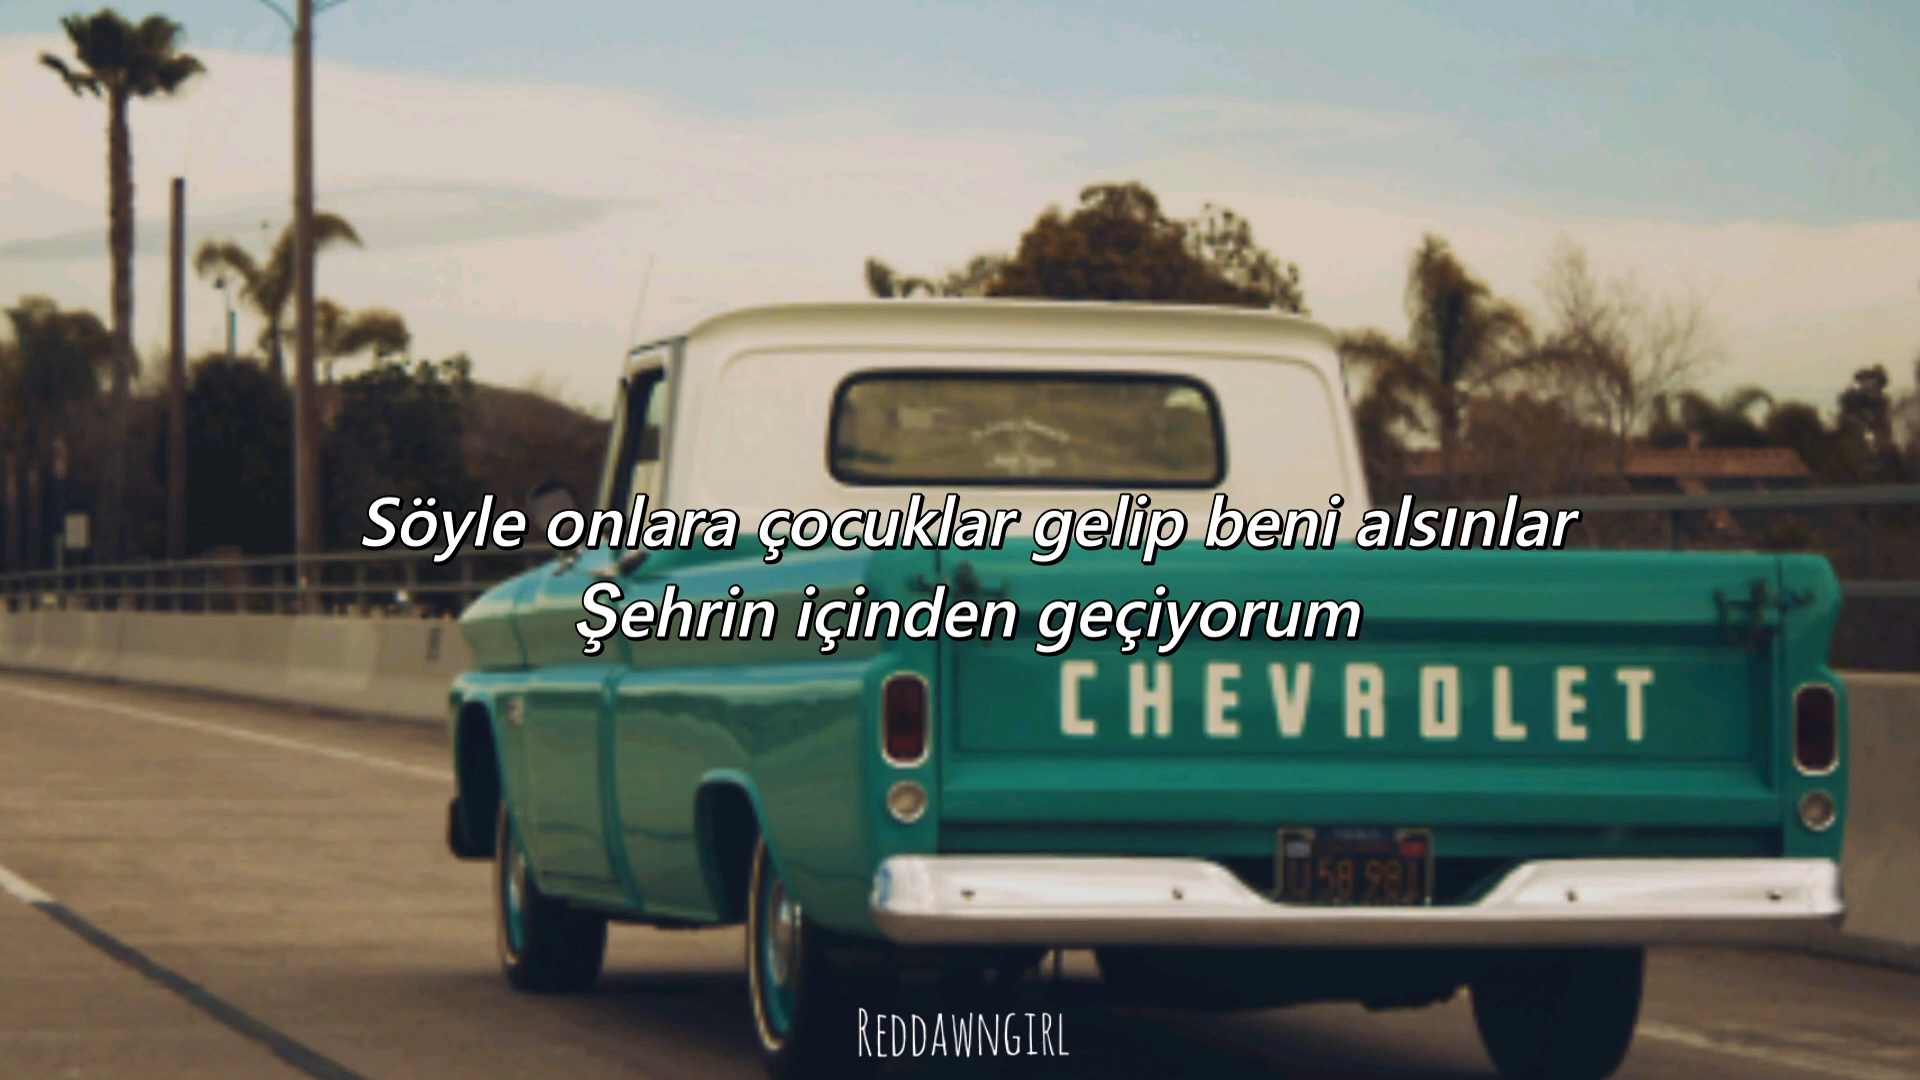 Söyle onlara çocuklar gelip beni alsınlar
Şehrin içinden geçiyorum
CHEVROLET
REDDAWNGIRL